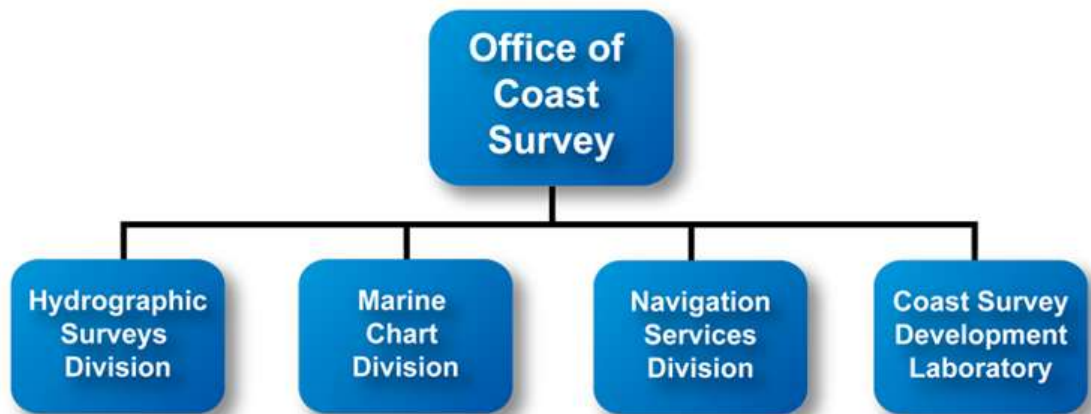 Office of
Coast
Survey
Hydrographic
Surveys
Division
Marine
Chart
Division
Navigation
Services
Division
Coast Survey
Development
Laboratory